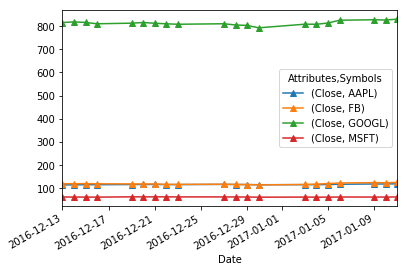 800
700
600
500
400
300
200
100
Attributes,Symbols
(Close, AAPL)
(Close, FB)
(Close, GOOGL)
(Close, MSFT)
2016-12-13
2016-12-17
2016-12-21
2016-12-25
2016-12-29
2017-01-01
2017-01-05
2017-01-09
Date